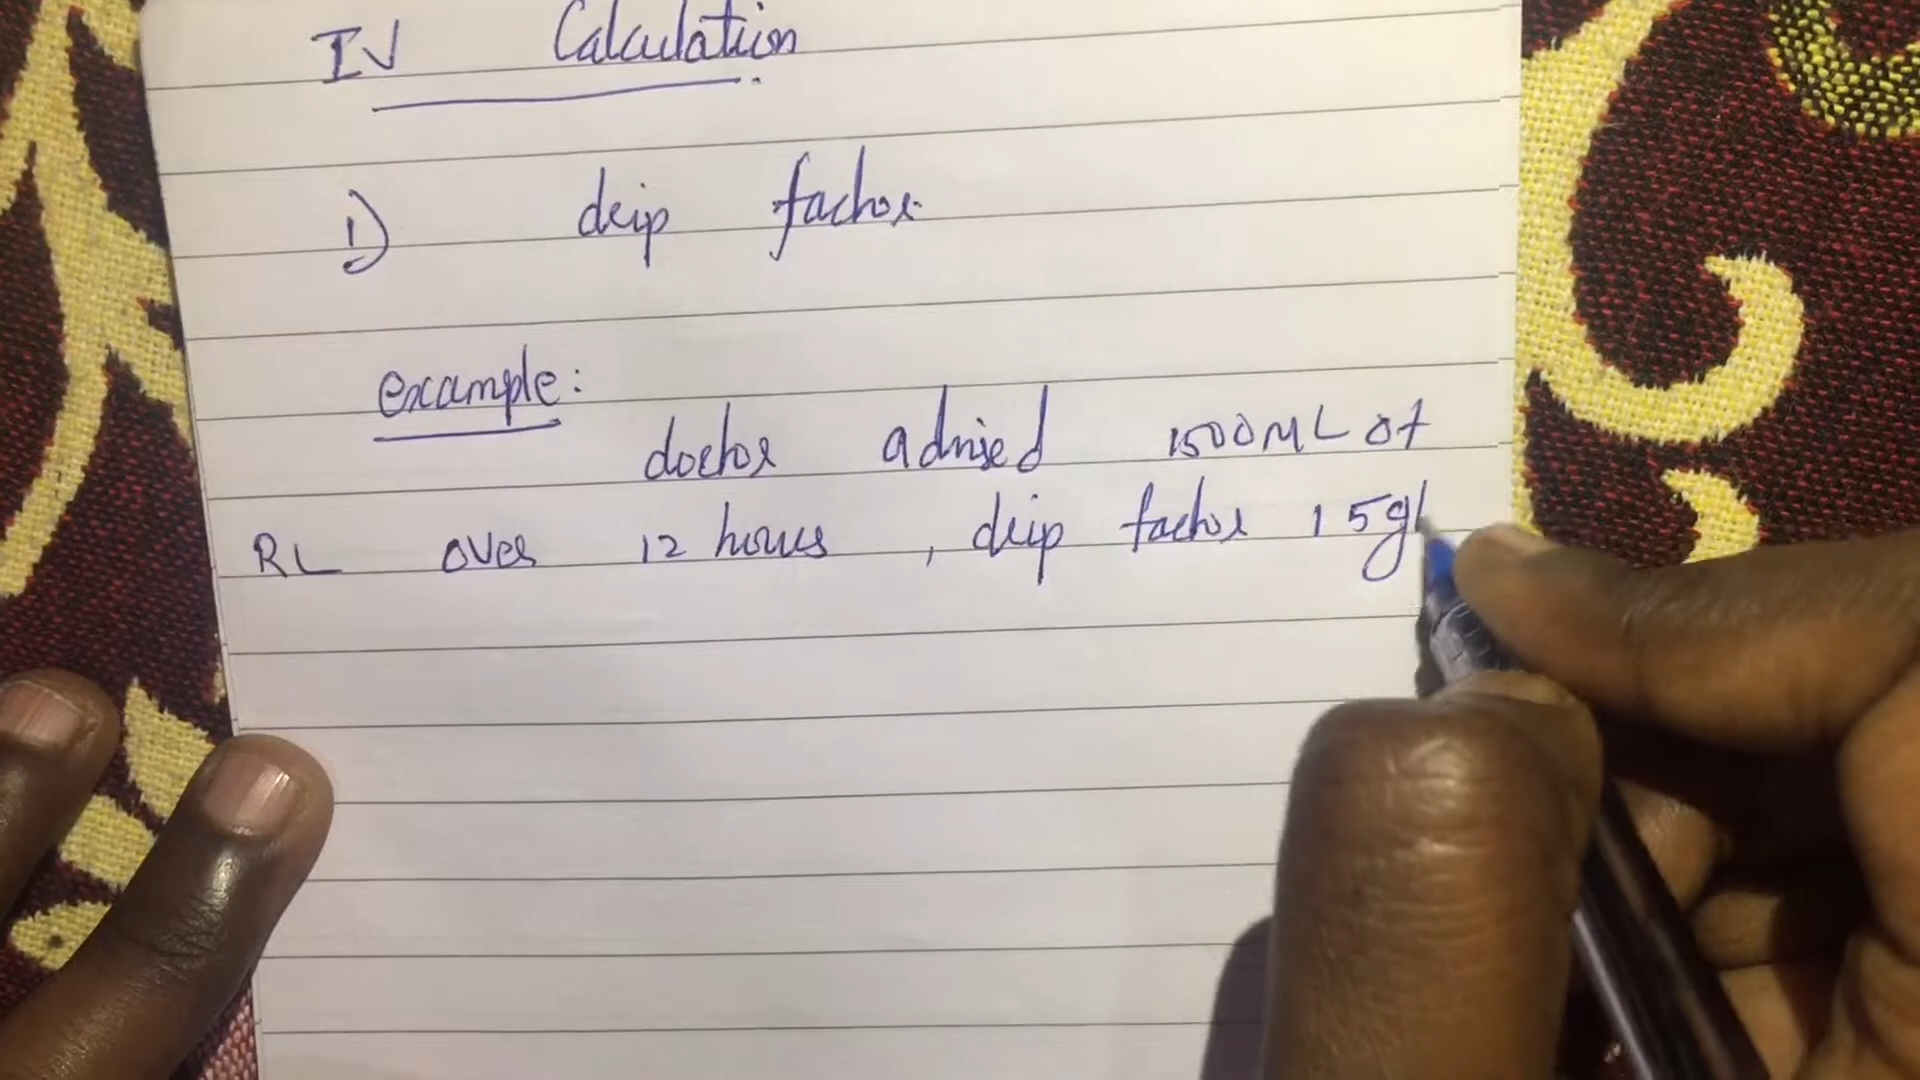 IV Calculation
1) drip factor
example:
doctor advised 1500ML of
RL over 12 hours , drip factor 15g